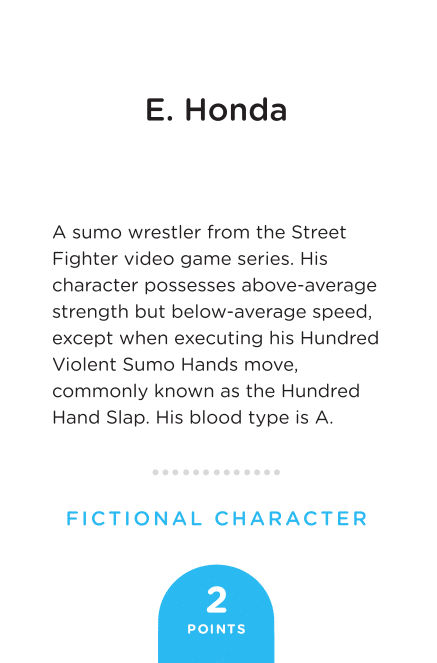 E. Honda
A sumo wrestler from the Street
Fighter video game series. His
character possesses above-average
strength but below-average speed,
except when executing his Hundred
Violent Sumo Hands move,
commonly known as the Hundred
Hand Slap. His blood type is A.
FICTIONAL CHARACTER
2
POINTS